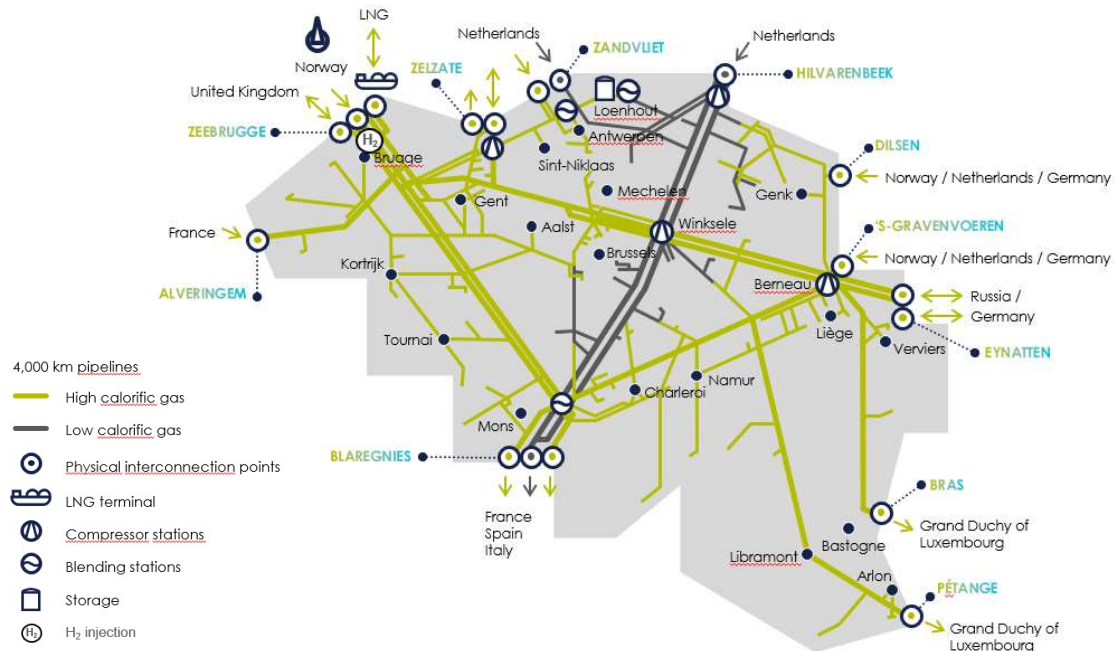 LNG
Netherlands
ZANDVLIET
Netherlands
Norway
ZELZATE
HILVARENBEEK
United Kingdom
Loenhout
ZEEBRUGGE
H2
Brugge
Antwerpen
Sint-Niklaas
DILSEN
Norway / Netherlands / Germany
Mechelen
Genk
Gent
Winksele
'S-GRAVENVOEREN
France
Aalst
Brussels
Norway / Netherlands / Germany
Kortrijk
Berneau
ALVERINGEM
Russia /
Germany
Liège
Tournai
Verviers
EYNATTEN
4,000 km pipelines
Namur
Charleroi
High calorific gas
Mons
Low calorific gas
BLAREGNIES
Physical interconnection points
BRAS
LNG terminal
France
Spain
Italy
Grand Duchy of
Luxembourg
Compressor stations
Bastogne
Libramont
Blending stations
Arlon
PÉTANGE
Storage
H2 H2 injection
Grand Duchy of
Luxembourg